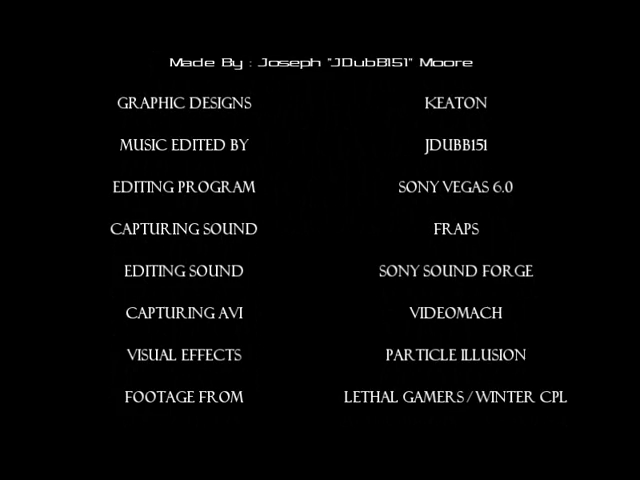 Made By : Joseph "JDubB151" Moore
GRAPHIC DESIGNS KEATON
MUSIC EDITED BY JDUBB151
EDITING PROGRAM SONY VEGAS 6.0
CAPTURING SOUND FRAPS
EDITING SOUND SONY SOUND FORGE
CAPTURING AVI VIDEOMACH
VISUAL EFFECTS PARTICLE ILLUSION
FOOTAGE FROM LETHAL GAMERS / WINTER CPL